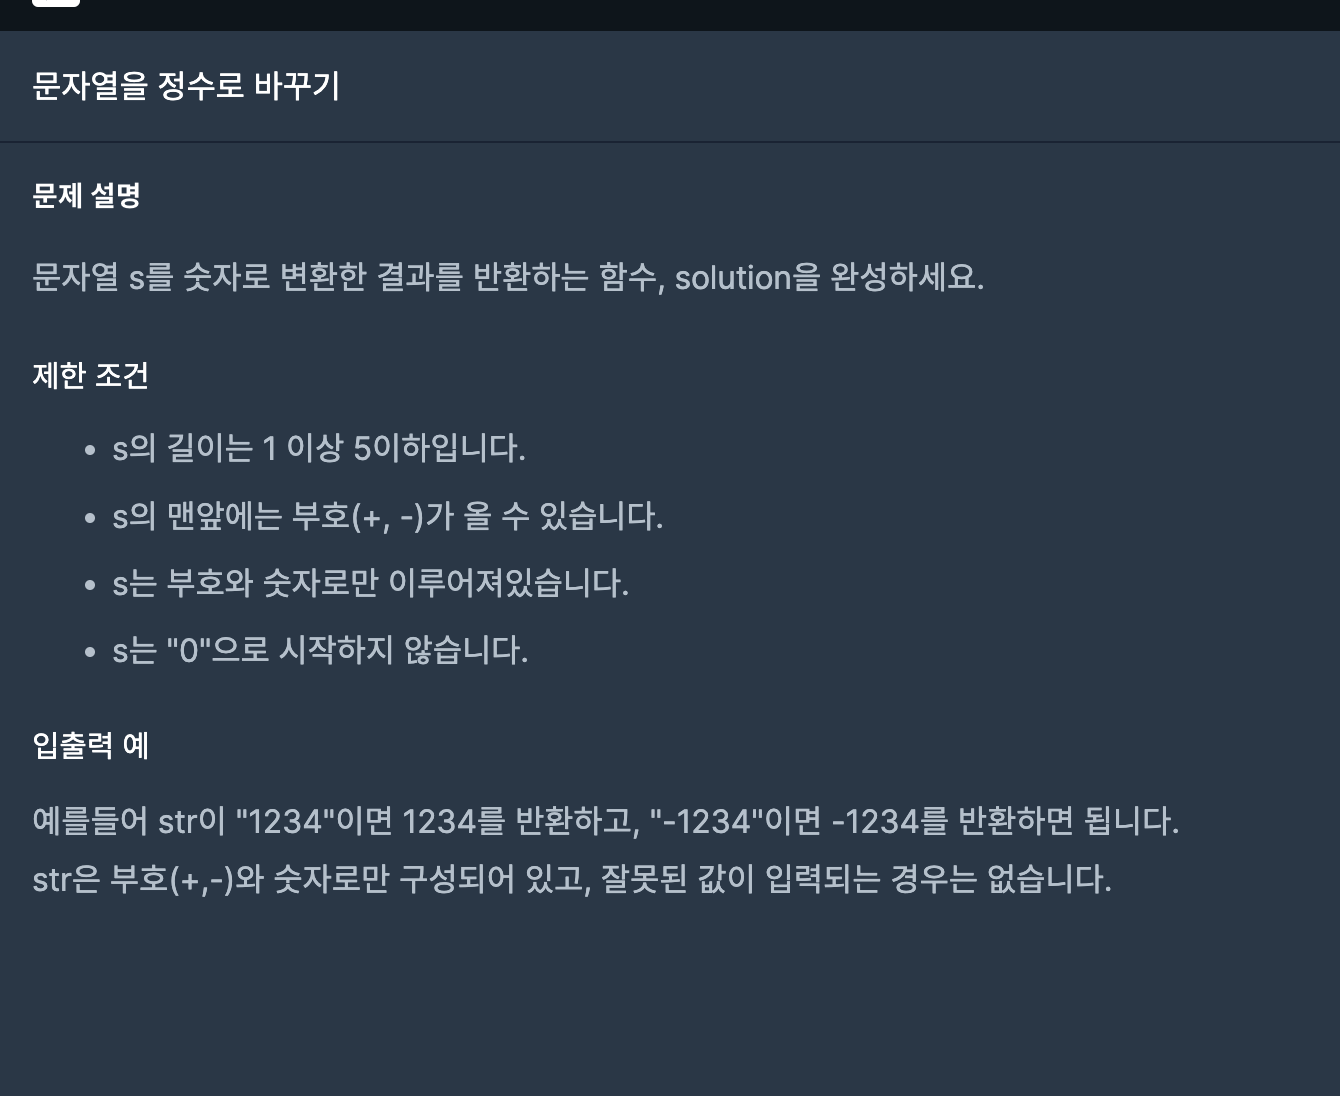 문자열을 정수로 바꾸기
문제 설명
문자열 s를 숫자로 변환한 결과를 반환하는 함수, solution을 완성하세요.
제한 조건
• s의 길이는 1 이상 5이하입니다.
• s의 맨앞에는 부호(+, -)가 올 수 있습니다.
• s는 부호와 숫자로만 이루어져있습니다.
• s는 "0"으로 시작하지 않습니다.
입출력 예
예를들어 str이 "1234"이면 1234를 반환하고, "-1234"이면 -1234를 반환하면 됩니다.
str은 부호(+,-)와 숫자로만 구성되어 있고, 잘못된 값이 입력되는 경우는 없습니다.